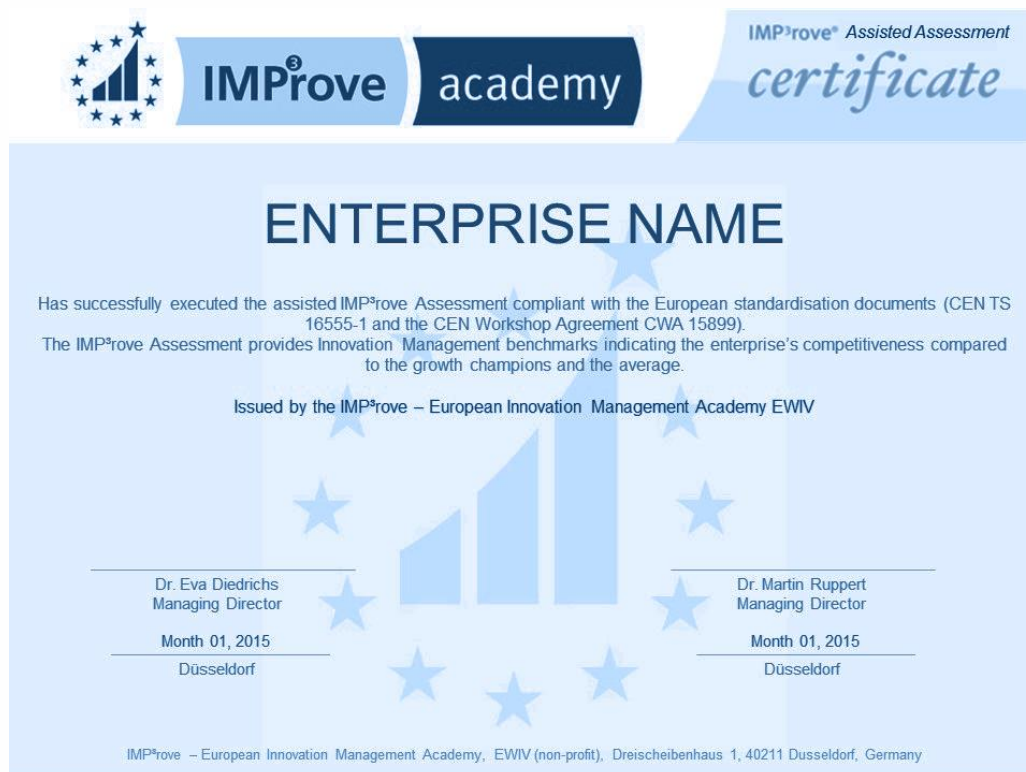 IMP³rove academy
IMP³rove® Assisted Assessment
certificate
ENTERPRISE NAME
Has successfully executed the assisted IMP³rove Assessment compliant with the European standardisation documents (CEN TS
16555-1 and the CEN Workshop Agreement CWA 15899).
The IMP³rove Assessment provides Innovation Management benchmarks indicating the enterprise's competitiveness compared
to the growth champions and the average.
Issued by the IMP³rove – European Innovation Management Academy EWIV
Dr. Eva Diedrichs
Managing Director
Month 01, 2015
Düsseldorf
Dr. Martin Ruppert
Managing Director
Month 01, 2015
Düsseldorf
IMP³rove – European Innovation Management Academy, EWIV (non-profit), Dreischeibenhaus 1, 40211 Dusseldorf, Germany